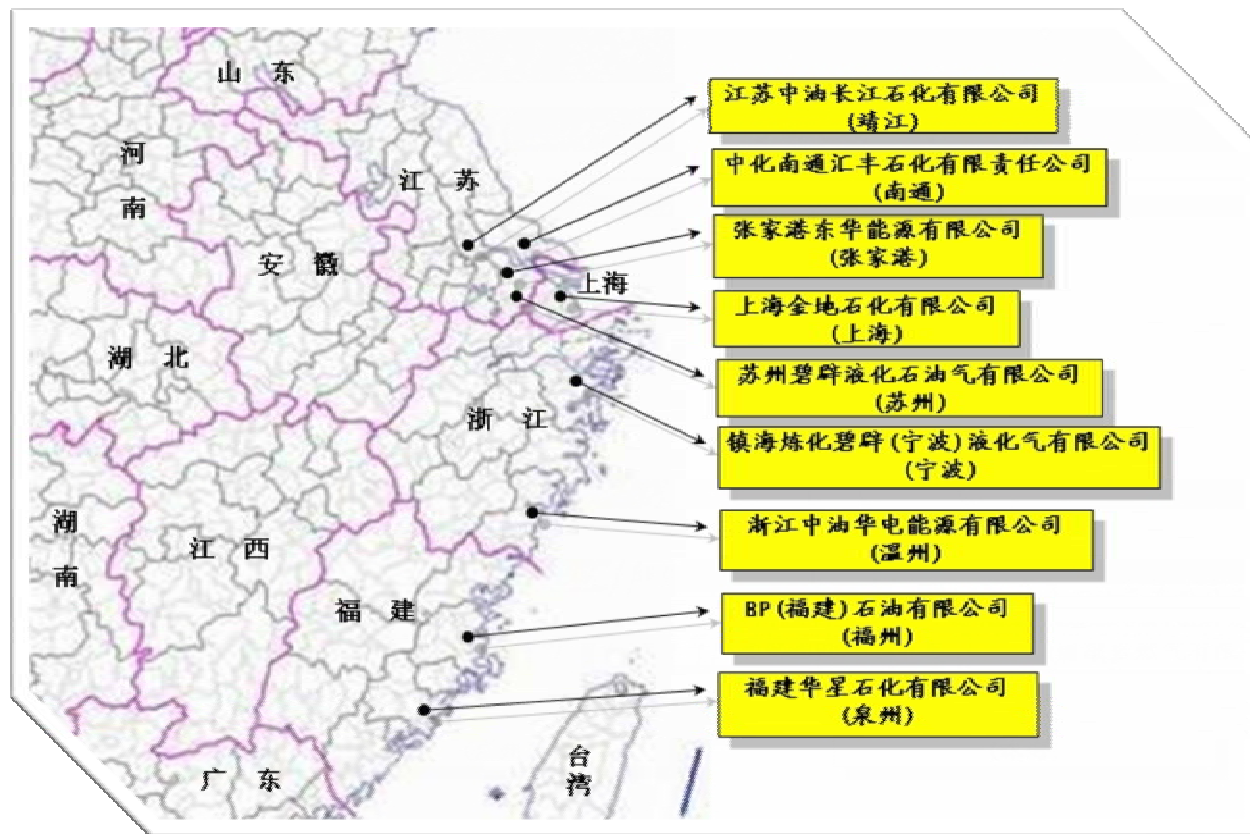 山东
河南
江苏
安徽
上海
湖北
浙江
湖南
江西
福建
广东
台湾
江苏中油长江石化有限公司
(靖江)
中化南通汇丰石化有限责任公司
(南通)
张家港东华能源有限公司
(张家港)
上海金地石化有限公司
(上海)
苏州碧辟液化石油气有限公司
(苏州)
镇海炼化碧辟(宁波)液化气有限公司
(宁波)
浙江中油华电能源有限公司
(温州)
BP(福建)石油有限公司
(福州)
福建华星石化有限公司
(泉州)